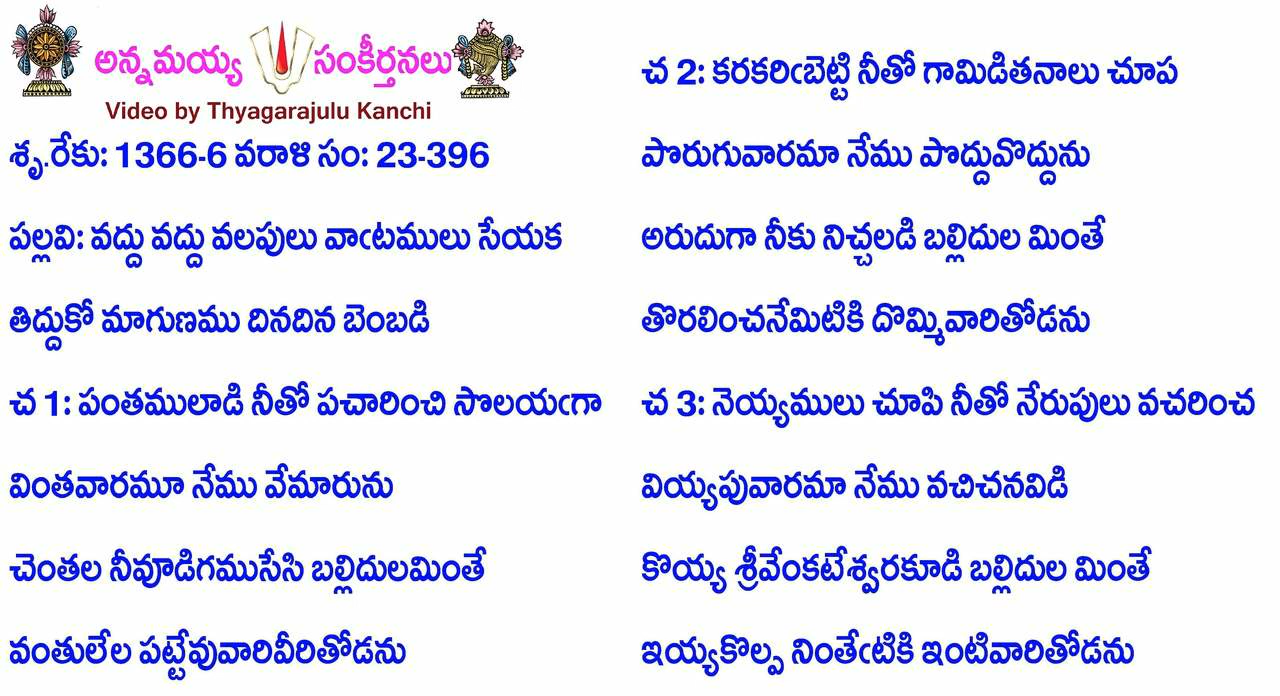 అన్నమయ్య సంకీర్తనలు
Video by Thyagarajulu Kanchi
శృ.రేకు: 1366-6 వరాళి సం: 23-396
పల్లవి: వద్దు వద్దు వలపులు వాఁటములు సేయక
తిద్దుకో మాగుణము దినదిన బెంబడి
చ 1: పంతములాడి నీతో పచారించి సొలయఁగా
వింతవారమూ నేము వేమారును
చెంతల నీవూడిగముసేసి బల్లిదులమింతే
వంతులేల పట్టేవువారివీరితోడను
చ 2: కరకరిఁబెట్టి నీతో గామిడితనాలు చూప
పొరుగువారమా నేము పొద్దువొద్దును
అరుదుగా నీకు నిచ్చలడి బల్లిదుల మింతే
తొరలించనేమిటికి దొమ్మివారితోడను
చ 3: నెయ్యములు చూపి నీతో నేరుపులు వచరించ
వియ్యపువారమా నేము వచిచనవిడి
కొయ్య శ్రీవేంకటేశ్వరకూడి బల్లిదుల మింతే
ఇయ్యకొల్ప నింతేఁటికి ఇంటివారితోడను